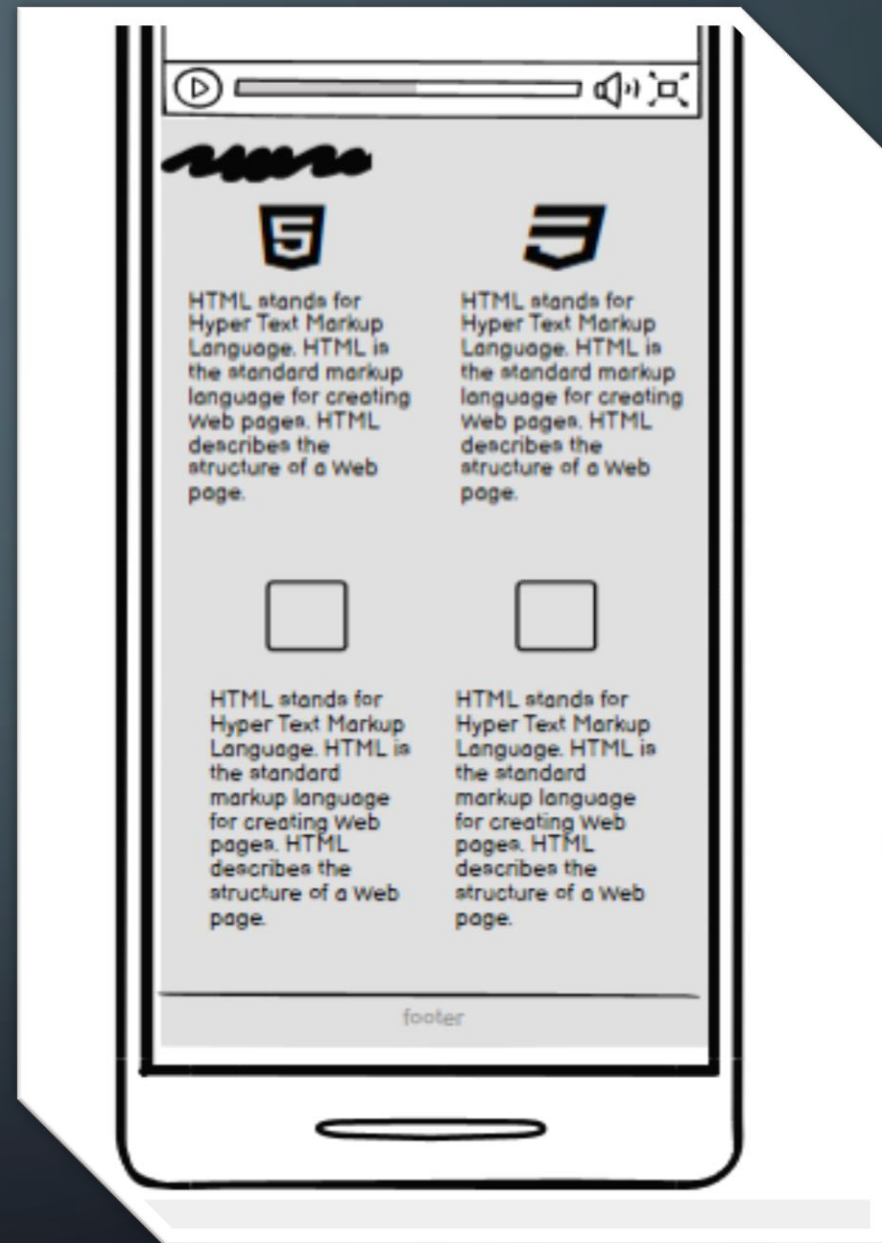 5
HTML stands for
Hyper Text Markup
Language. HTML is
the standard markup
language for creating
Web pages. HTML
describes the
structure of a Web
page.
HTML stands for
Hyper Text Markup
Language. HTML is
the standard markup
language for creating
Web pages. HTML
describes the
structure of a Web
page.
HTML stands for
Hyper Text Markup
Language. HTML is
the standard
markup language
for creating Web
pages. HTML
describes the
structure of a Web
page.
HTML stands for
Hyper Text Markup
Language. HTML is
the standard
markup language
for creating Web
pages. HTML
describes the
structure of a Web
page.
footer